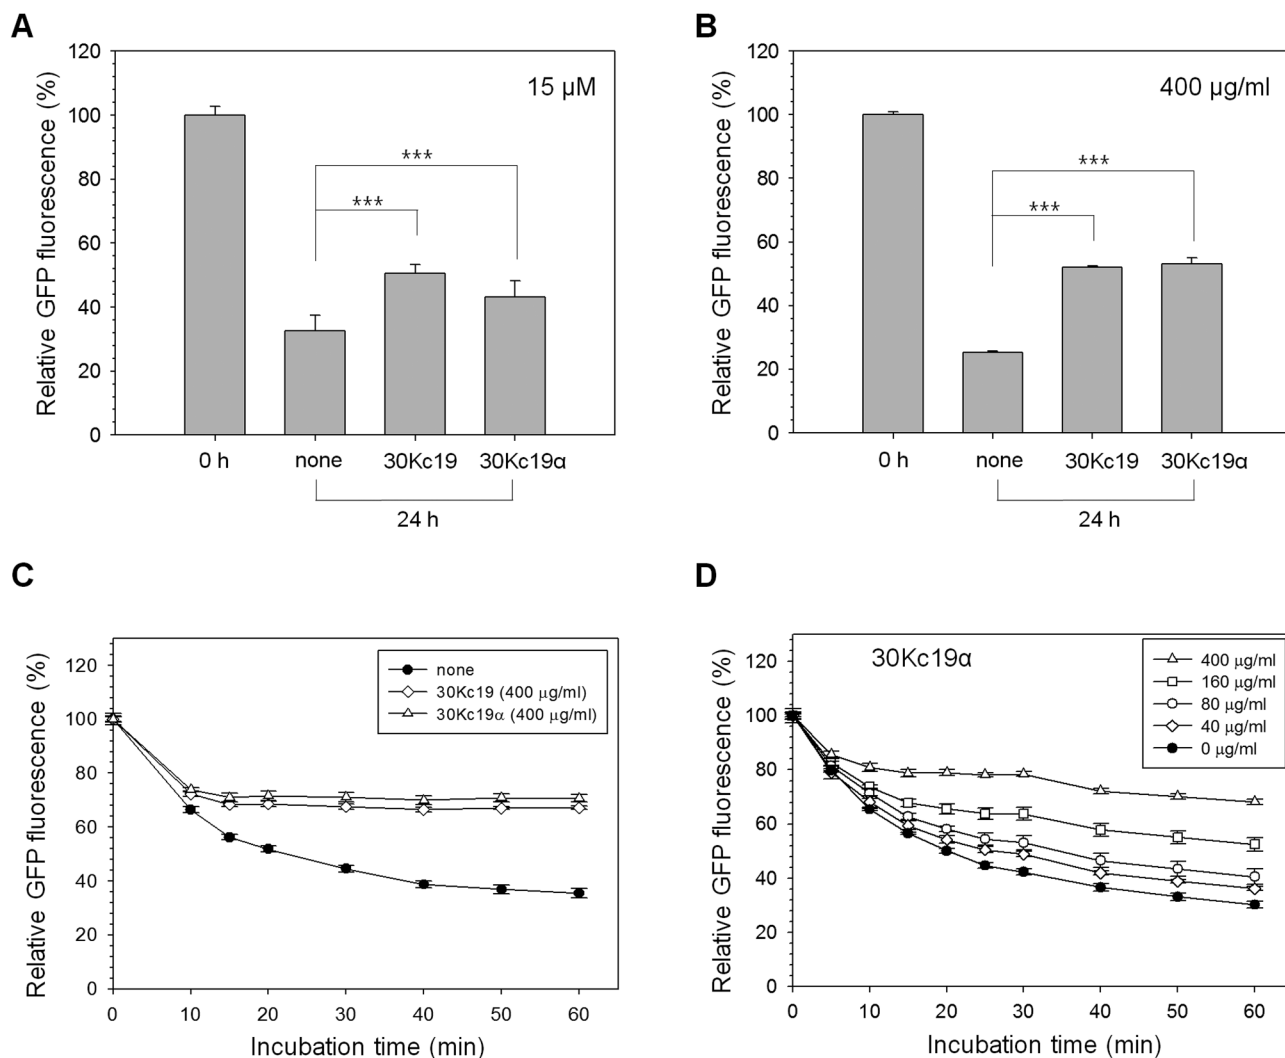 A
Relative GFP fluorescence (%)
120
100
80
60
40
20
0
15 μM
***
***
0 h
none
30Kc19
30Kc19α
24 h
B
Relative GFP fluorescence (%)
120
100
80
60
40
20
0
400 μg/ml
***
***
0 h
none
30Kc19
30Kc19α
24 h
C
Relative GFP fluorescence (%)
120
100
80
60
40
20
0
none
30Kc19 (400 μg/ml)
30Kc19α (400 μg/ml)
0 10 20 30 40 50 60
Incubation time (min)
D
Relative GFP fluorescence (%)
120
100
80
60
40
20
0
30Kc19α
400 μg/ml
160 μg/ml
80 μg/ml
40 μg/ml
0 μg/ml
0 10 20 30 40 50 60
Incubation time (min)